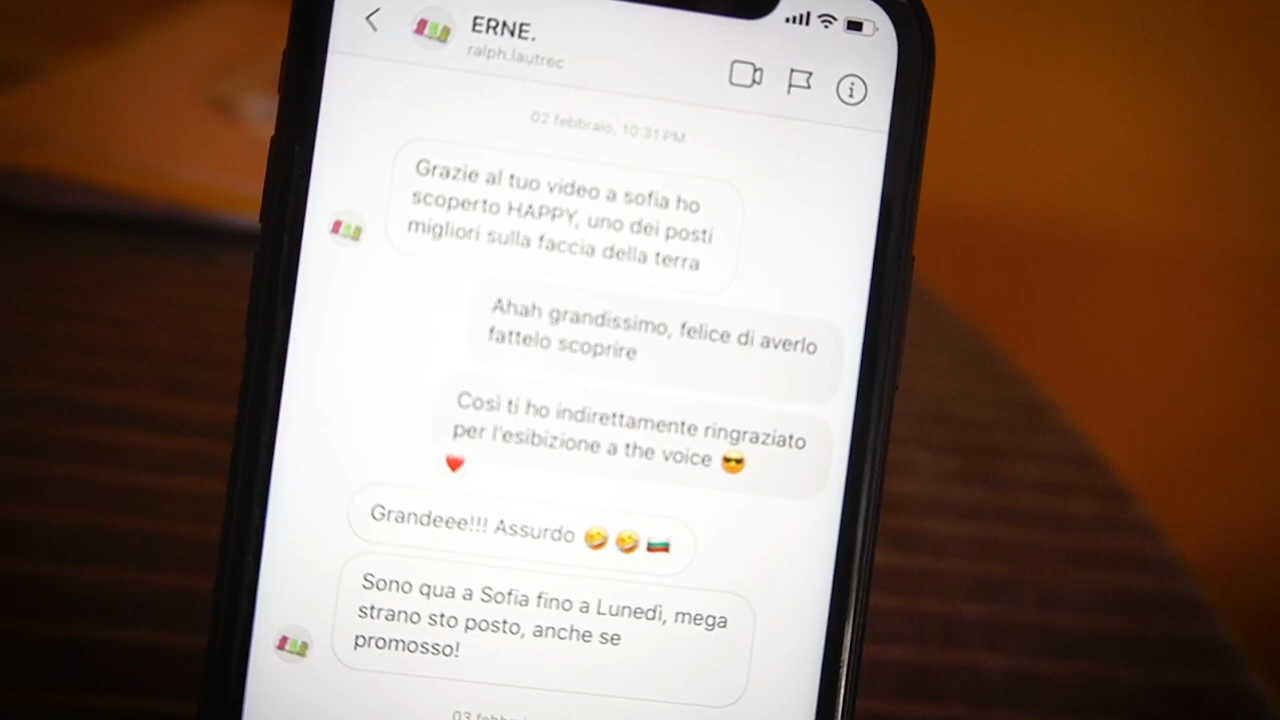 ERNE.
ralph.lautrec
02 febbraio, 10:31 PM
Grazie al tuo video a sofia ho
scoperto HAPPY, uno dei posti
migliori sulla faccia della terra
Ahah grandissimo, felice di averlo
fattelo scoprire
Così ti ho indirettamente ringraziato
per l'esibizione a the voice 😎
❤️
Grandeee!!! Assurdo 🤣 🤣 🇧🇬
Sono qua a Sofia fino a Lunedì, mega
strano sto posto, anche se
promosso!
03